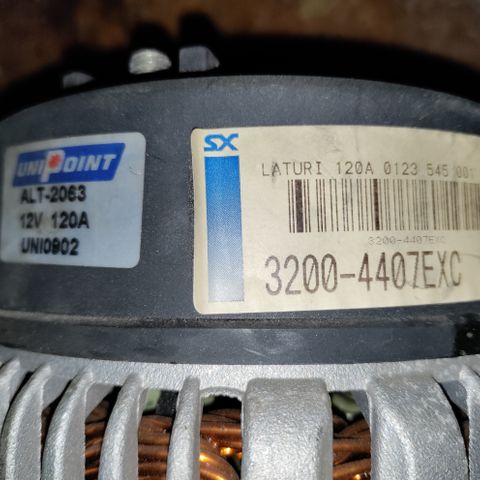 UNIPOINT
ALT-2063
12V 120A
UNI0902
SX
LATURI 120A 0123 545 001
3200-4407EXC
3200-4407EXC